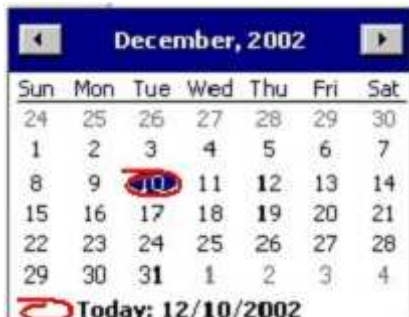 December, 2002
Sun Mon Tue Wed Thu Fri Sat
24 25 26 27 28 29 30
1 2 3 4 5 6 7
8 9 10 11 12 13 14
15 16 17 18 19 20 21
22 23 24 25 26 27 28
29 30 31 1 2 3 4
Today: 12/10/2002